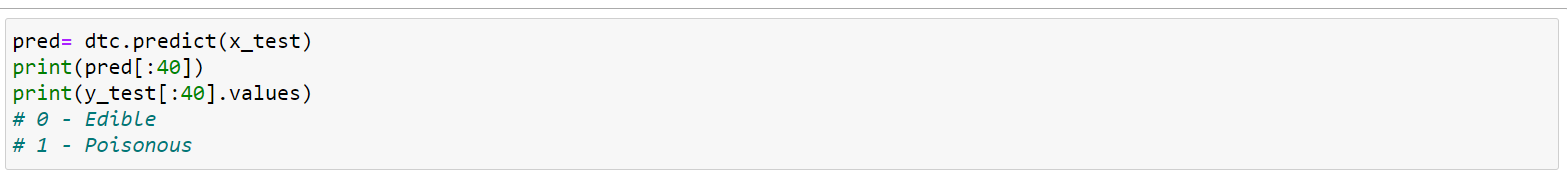 pred= dtc.predict(x_test)
print(pred[:40])
print(y_test[:40].values)
# 0 - Edible
# 1 - Poisonous